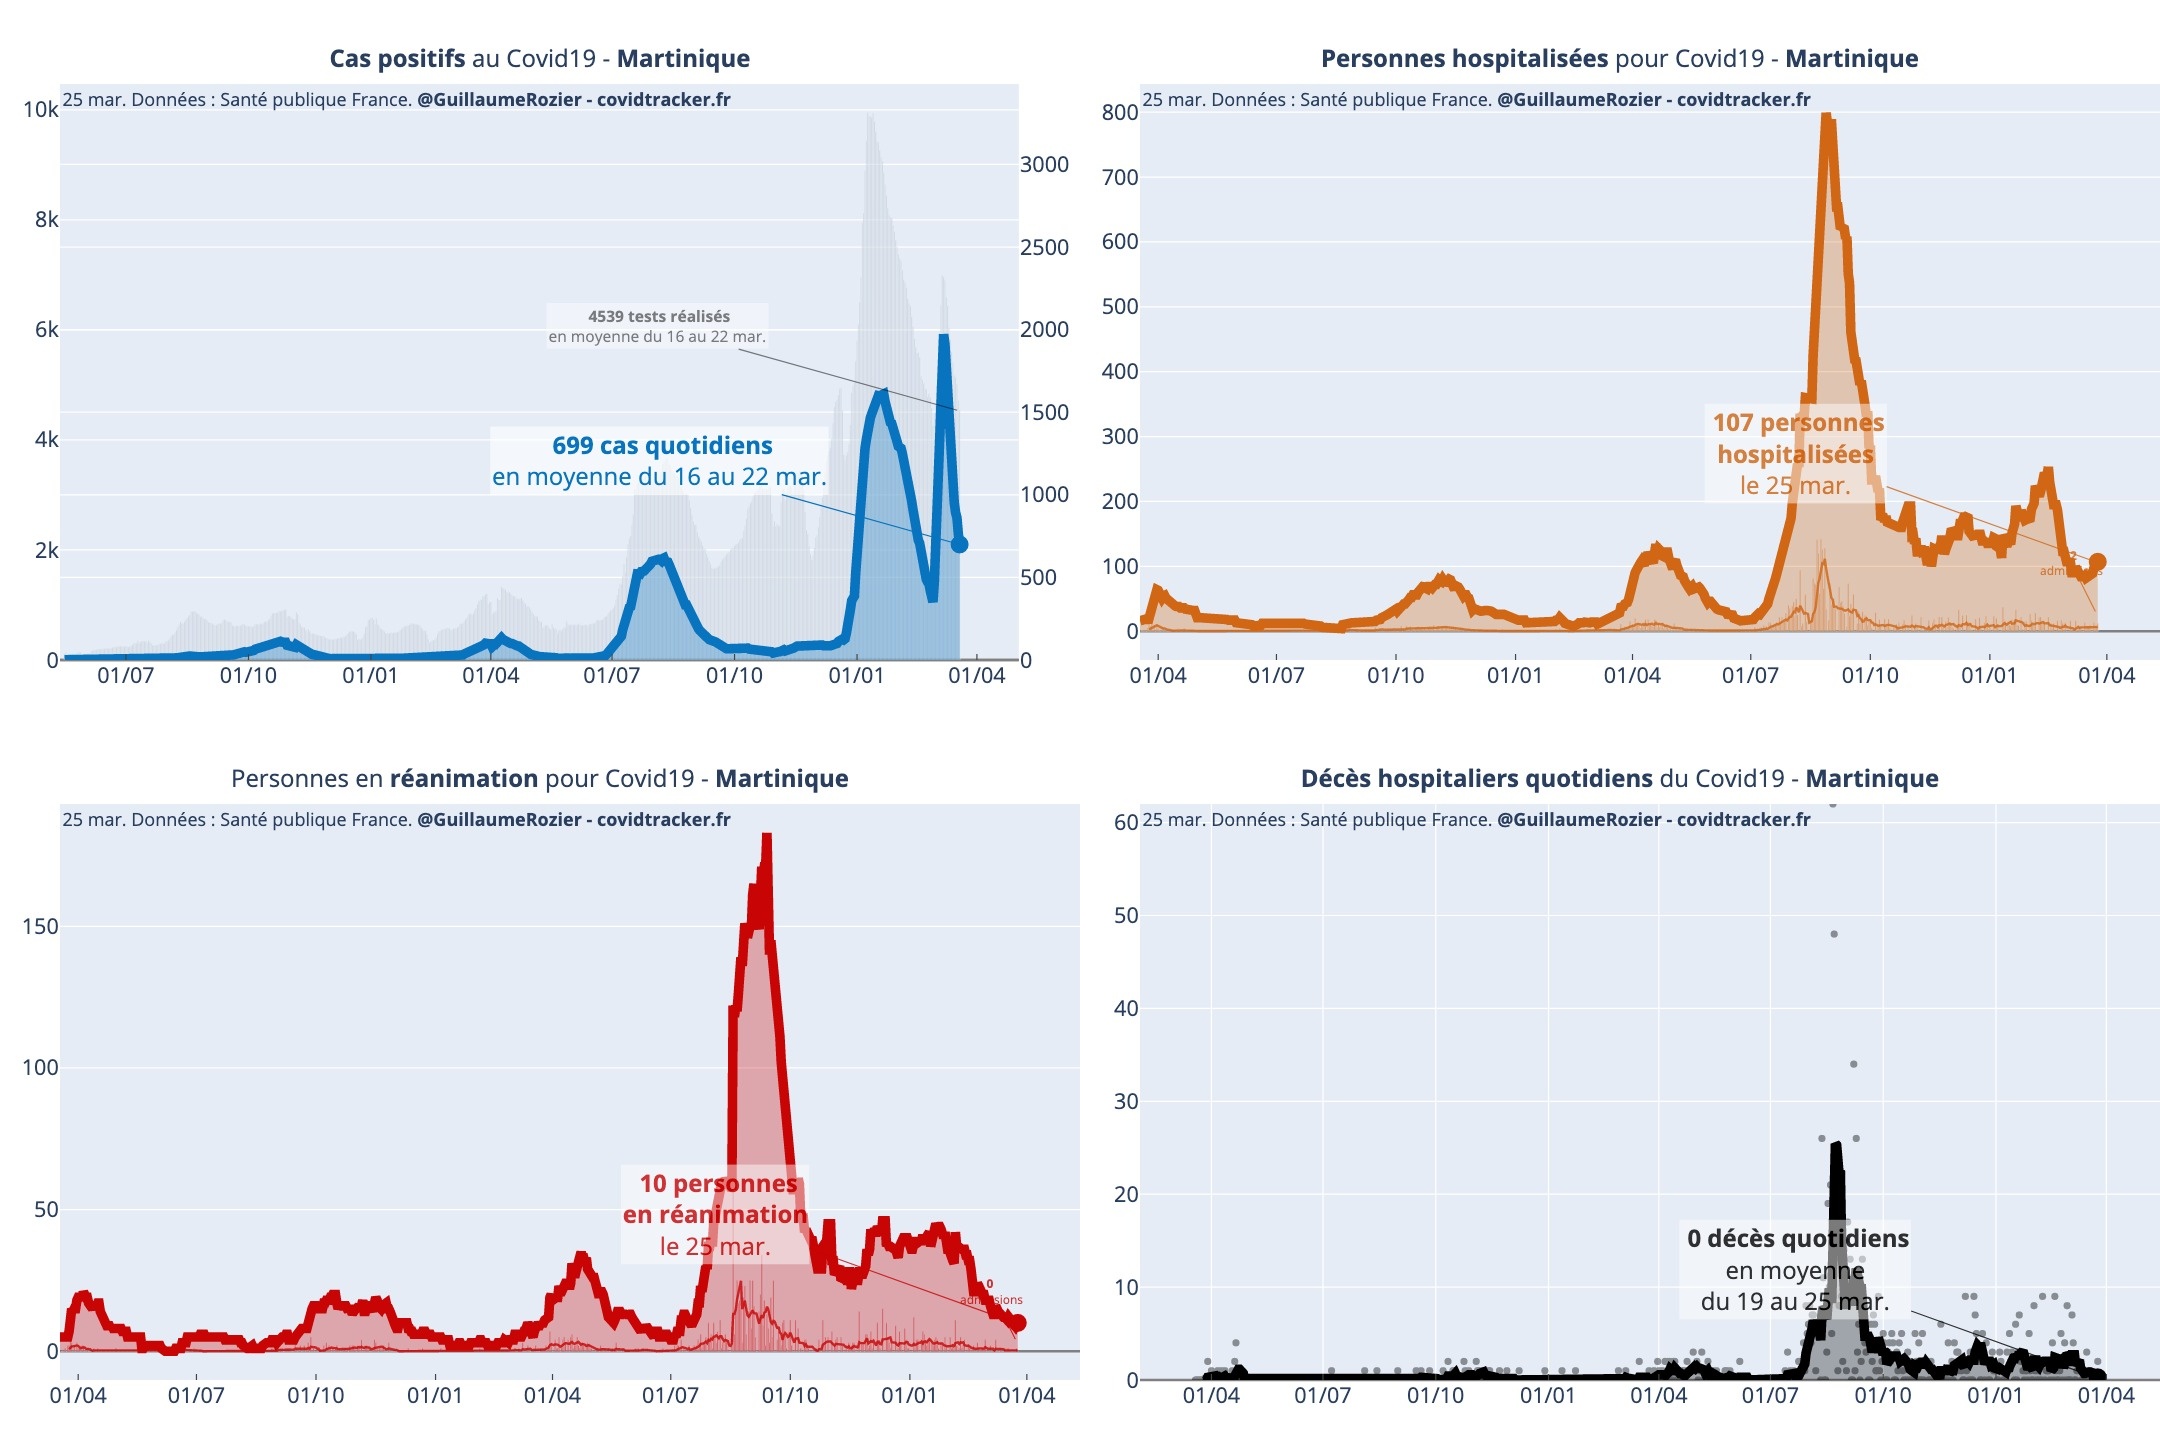 Cas positifs au Covid19 - Martinique
25 mar. Données : Santé publique France. @GuillaumeRozier - covidtracker.fr
10k
8k
6k
4k
2k
0
3000
2500
2000
1500
1000
500
0
4539 tests réalisés
en moyenne du 16 au 22 mar.
699 cas quotidiens
en moyenne du 16 au 22 mar.
01/07 01/10 01/01 01/04 01/07 01/10 01/01 01/04
Personnes hospitalisées pour Covid19 - Martinique
25 mar. Données : Santé publique France. @GuillaumeRozier - covidtracker.fr
800
700
600
500
400
300
200
100
0
107 personnes
hospitalisées
le 25 mar.
01/04 01/07 01/10 01/01 01/04 01/07 01/10 01/01 01/04
Personnes en réanimation pour Covid19 - Martinique
25 mar. Données : Santé publique France. @GuillaumeRozier - covidtracker.fr
150
100
50
0
10 personnes
en réanimation
le 25 mar.
0
admissions
01/04 01/07 01/10 01/01 01/04 01/07 01/10 01/01 01/04
Décès hospitaliers quotidiens du Covid19 - Martinique
25 mar. Données : Santé publique France. @GuillaumeRozier - covidtracker.fr
60
50
40
30
20
10
0
0 décès quotidiens
en moyenne
du 19 au 25 mar.
01/04 01/07 01/10 01/01 01/04 01/07 01/10 01/01 01/04